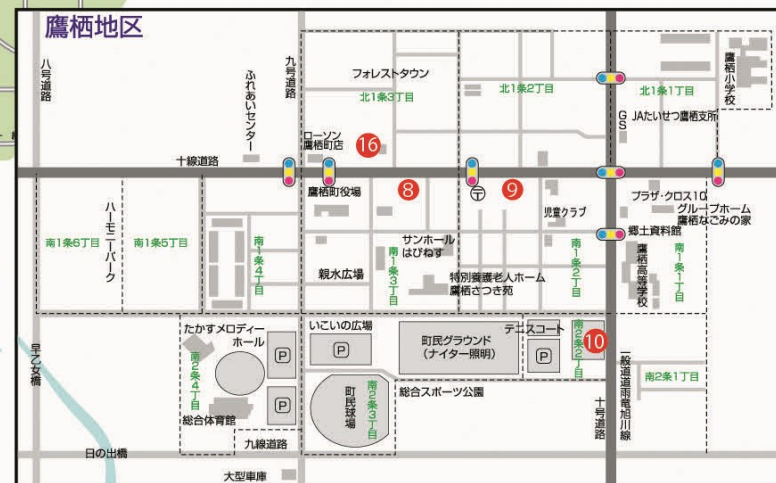 鷹栖地区
八号道路
ふれあいセンター
九号道路
フォレストタウン
北1条3丁目
北1条2丁目
北1条1丁目
鷹栖小学校
GS
JAたいせつ鷹栖支所
ローソン
鷹栖町店
16
十線道路
鷹栖町役場
8
9
児童クラブ
プラザ・クロス10
グループホーム
鷹栖なごみの家
郷土資料館
南1条6丁目
ハーモニーパーク
南1条5丁目
南1条4丁目
親水広場
サンホール
はぴねす
南1条3丁目
特別養護老人ホーム
鷹栖さつき苑
南1条2丁目
鷹栖高等学校
南1条1丁目
早乙女橋
たかすメロディー
ホール
南2条4丁目
P
P
総合体育館
いこいの広場
P
町民グラウンド
(ナイター照明)
テニスコート
P
10
南2条2丁目
町民球場
南2条3丁目
総合スポーツ公園
十号道路
一般道道雨竜旭川線
南2条1丁目
九線道路
日の出橋
大型車庫